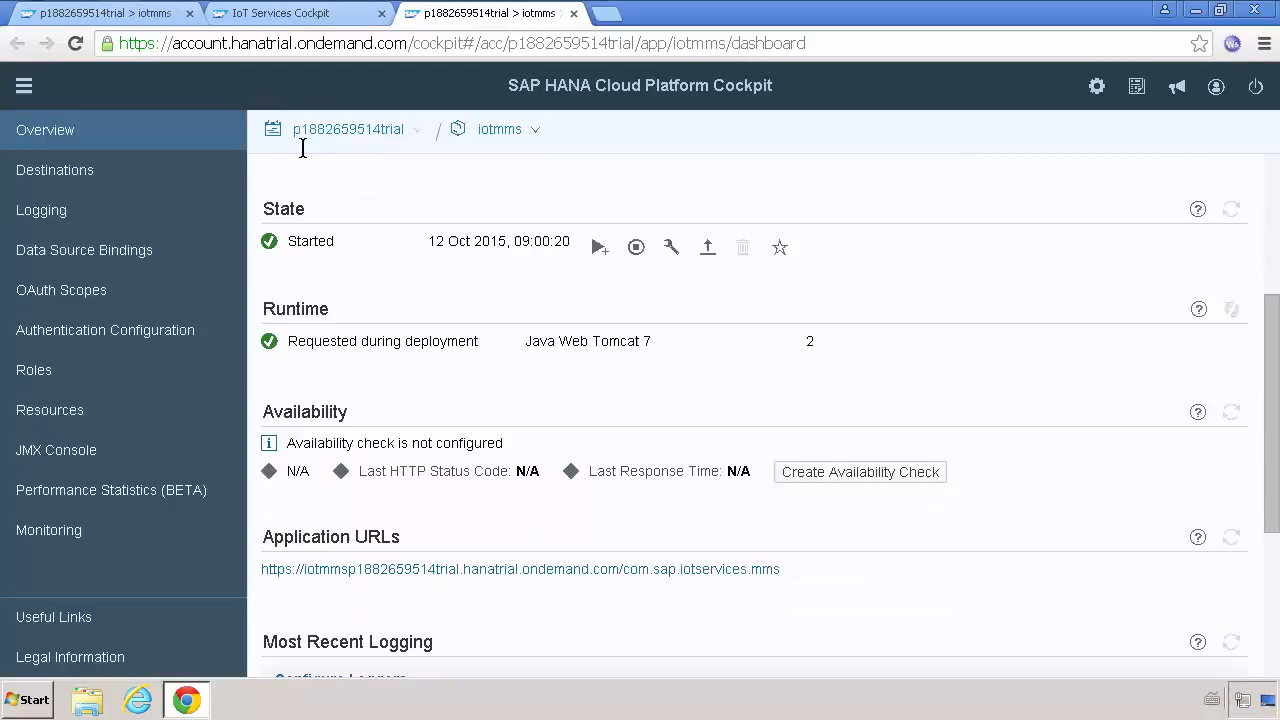 p1882659514trial > iotmms
IoT Services Cockpit
p1882659514trial > iotmms
https://account.hanatrial.ondemand.com/cockpit#/acc/p1882659514trial/app/iotmms/dashboard
SAP HANA Cloud Platform Cockpit
Overview
Destinations
Logging
Data Source Bindings
OAuth Scopes
Authentication Configuration
Roles
Resources
JMX Console
Performance Statistics (BETA)
Monitoring
Useful Links
Legal Information
p1882659514trial / iotmms
State
Started 12 Oct 2015, 09:00:20
Runtime
Requested during deployment Java Web Tomcat 7 2
Availability
Availability check is not configured
N/A Last HTTP Status Code: N/A Last Response Time: N/A Create Availability Check
Application URLs
https://iotmmsp1882659514trial.hanatrial.ondemand.com/com.sap.iotservices.mms
Most Recent Logging
Configure Loggers
Start